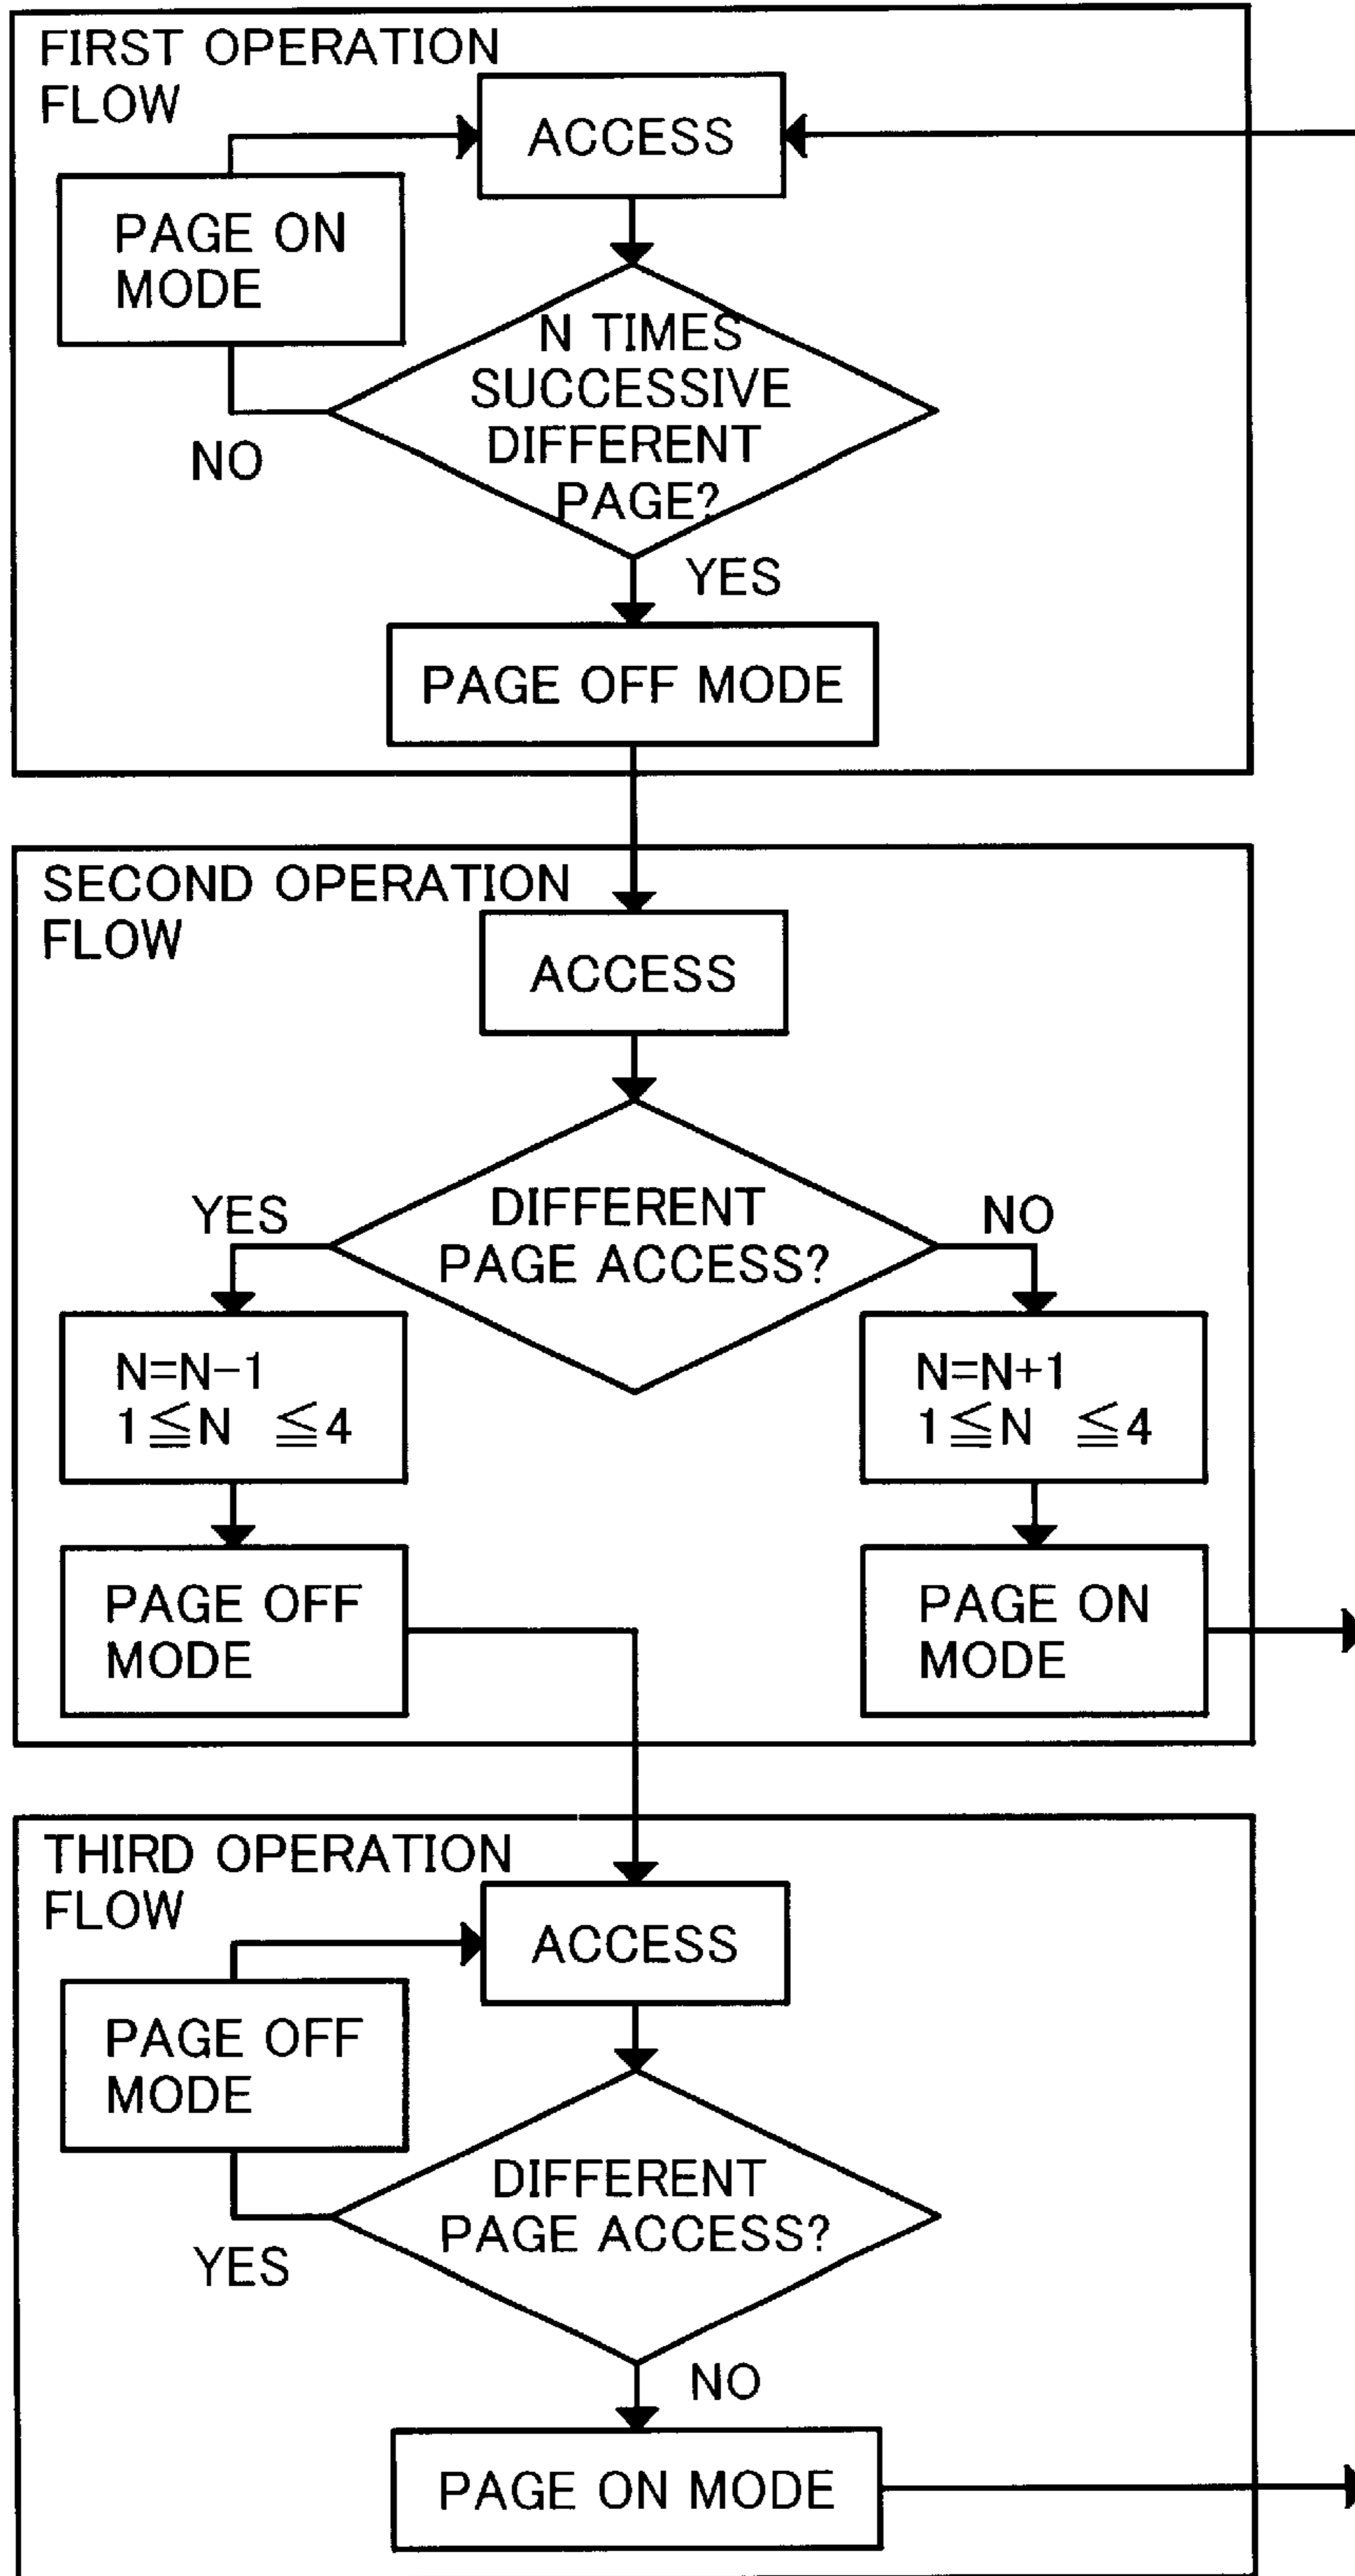 FIRST OPERATION
FLOW
ACCESS
PAGE ON
MODE
N TIMES
SUCCESSIVE
DIFFERENT
PAGE?
NO
YES
PAGE OFF MODE
SECOND OPERATION
FLOW
ACCESS
DIFFERENT
PAGE ACCESS?
YES
NO
N=N-1
1≦N ≦4
N=N+1
1≦N ≦4
PAGE OFF
MODE
PAGE ON
MODE
THIRD OPERATION
FLOW
ACCESS
PAGE OFF
MODE
DIFFERENT
PAGE ACCESS?
YES
NO
PAGE ON MODE